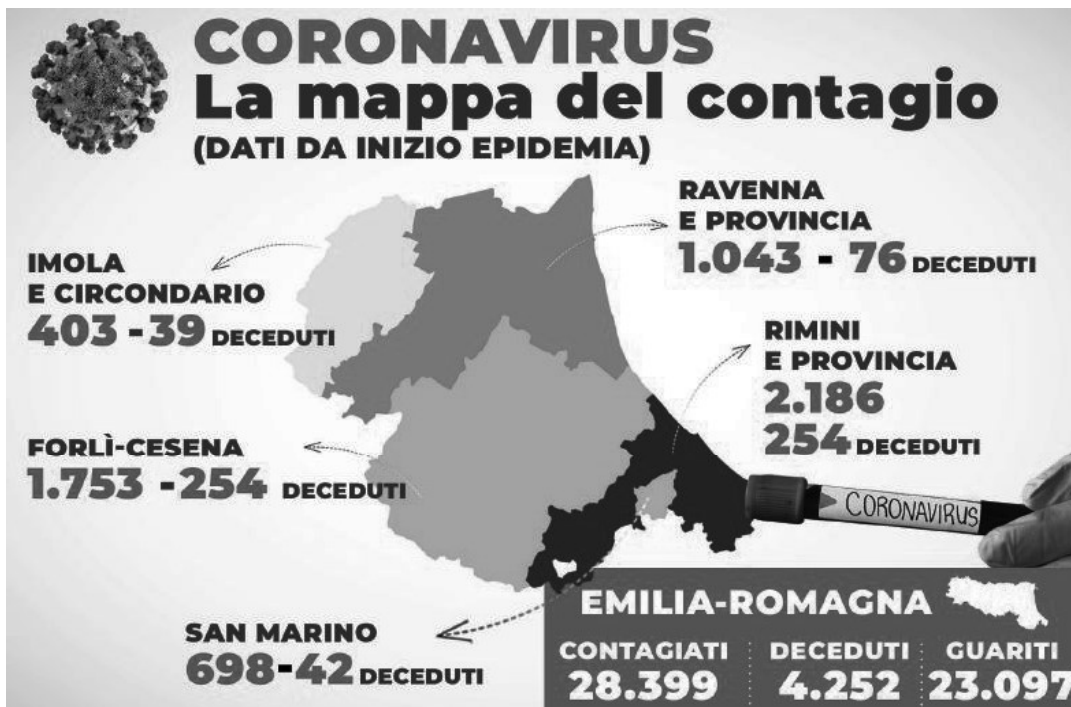 CORONAVIRUS
La mappa del contagio
(DATI DA INIZIO EPIDEMIA)
RAVENNA
E PROVINCIA
1.043 - 76 DECEDUTI
IMOLA
E CIRCONDARIO
403 - 39 DECEDUTI
RIMINI
E PROVINCIA
2.186
254 DECEDUTI
FORLÌ-CESENA
1.753 - 254 DECEDUTI
CORONAVIRUS
SAN MARINO
698-42 DECEDUTI
EMILIA-ROMAGNA
CONTAGIATI DECEDUTI GUARITI
28.399 4.252 23.097